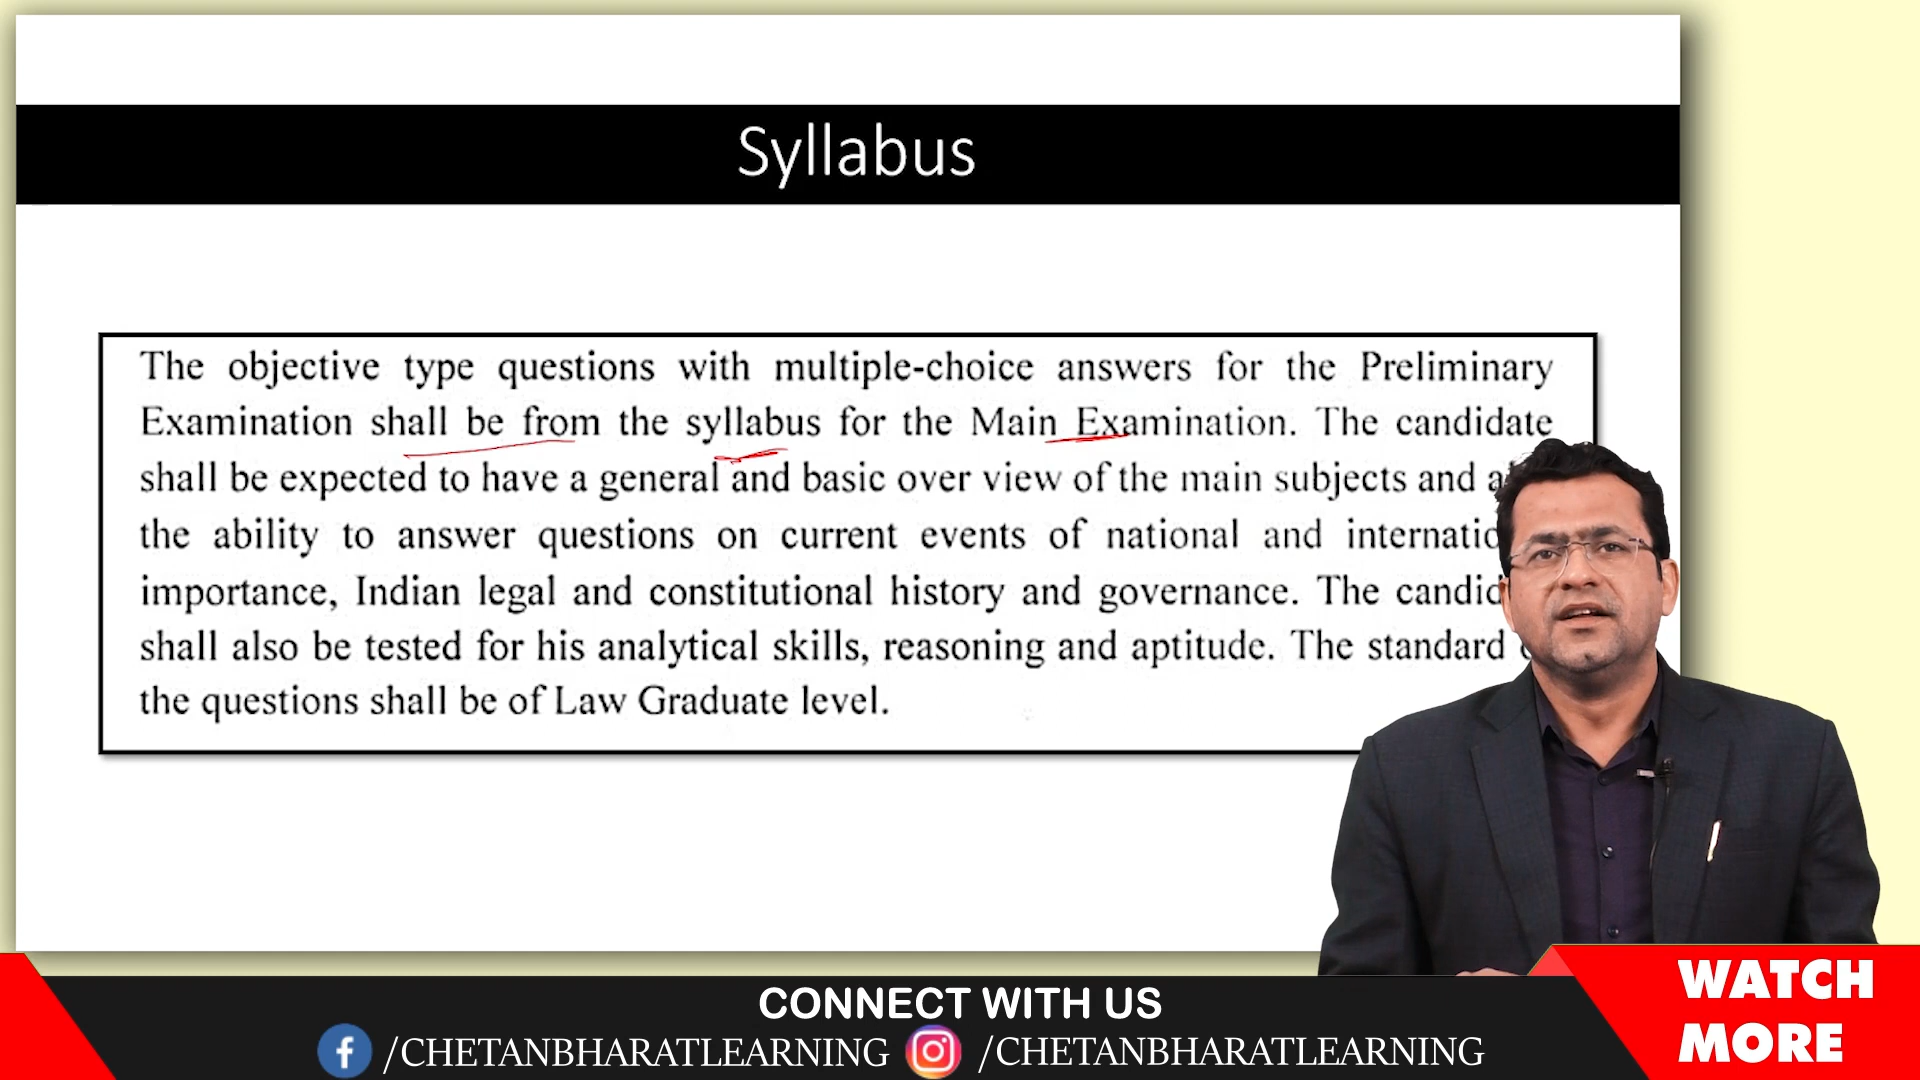 Syllabus
The objective type questions with multiple-choice answers for the Preliminary
Examination shall be from the syllabus for the Main Examination. The candidate
shall be expected to have a general and basic over view of the main subjects and
the ability to answer questions on current events of national and
importance, Indian legal and constitutional history and governance. The
shall also be tested for his analytical skills, reasoning and aptitude. The standard
the questions shall be of Law Graduate level.
CONNECT WITH US
/CHETANBHARATLEARNING /CHETANBHARATLEARNING
WATCH
MORE